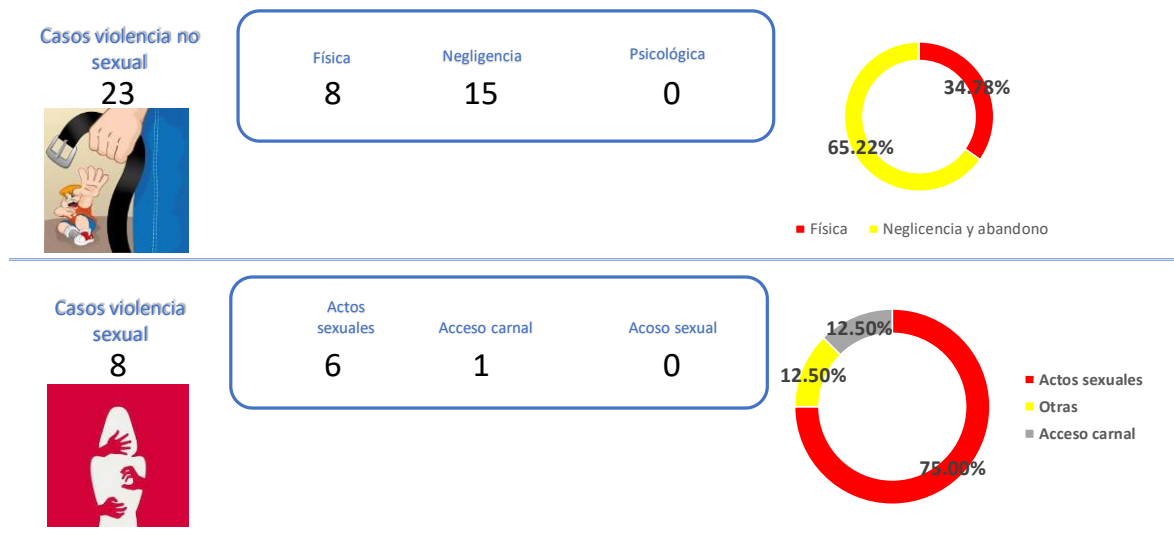 Casos violencia no
sexual
23
Física
8
Negligencia
15
Psicológica
0
34.78%
65.22%
Física
Neglicencia y abandono
Casos violencia
sexual
8
Actos
sexuales
6
Acceso carnal
1
Acoso sexual
0
12.50%
12.50%
75.00%
Actos sexuales
Otras
Acceso carnal